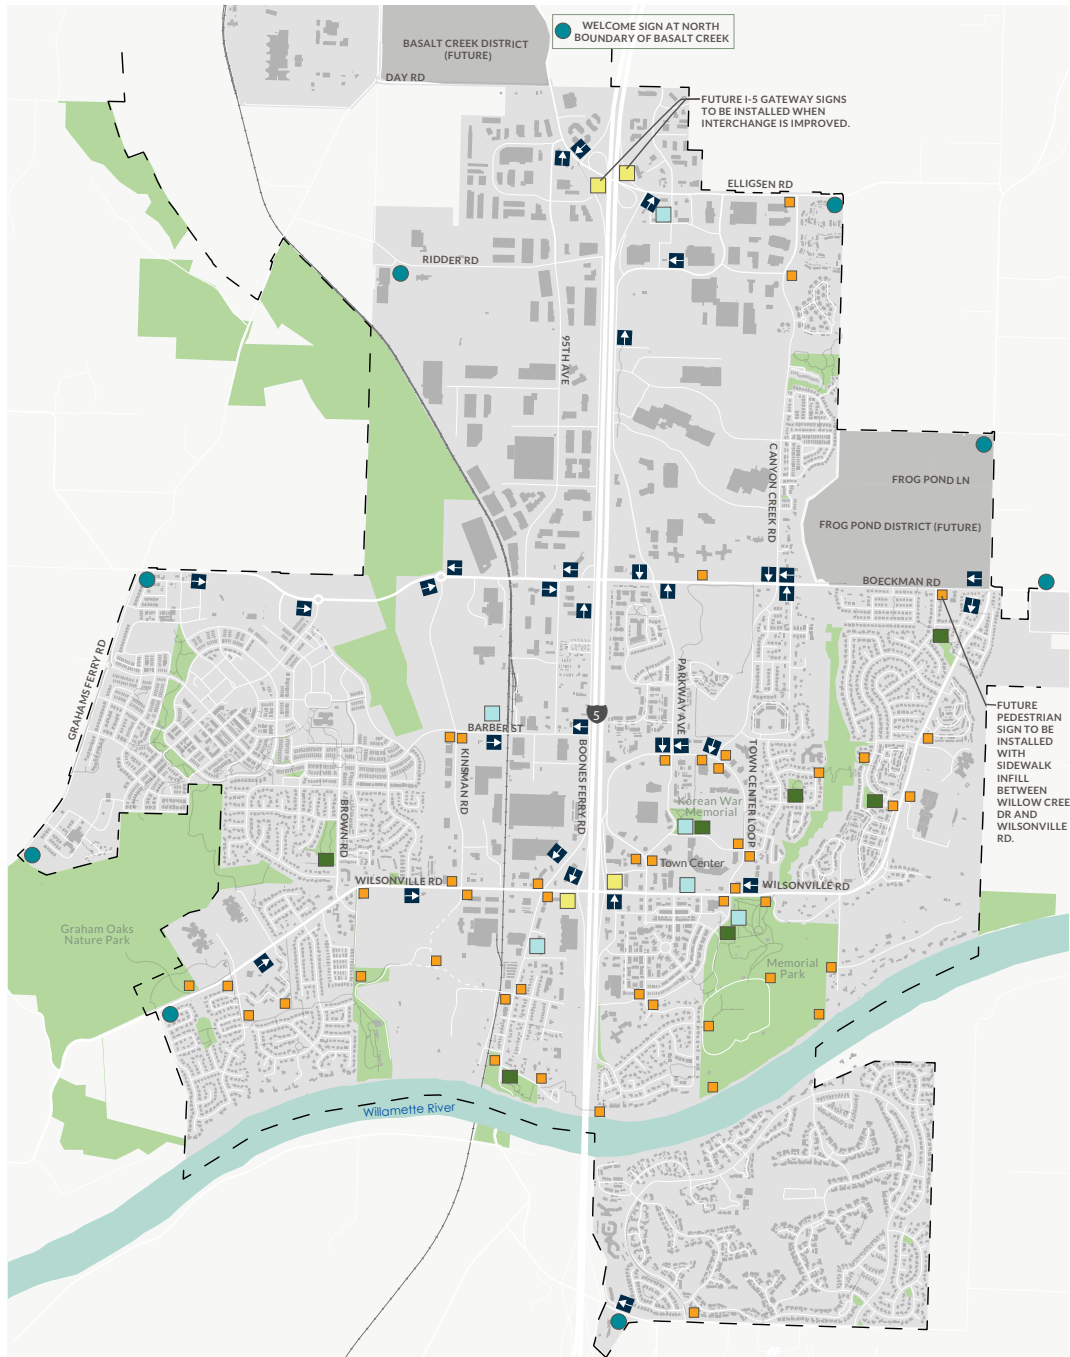 WELCOME SIGN AT NORTH
BOUNDARY OF BASALT CREEK
BASALT CREEK DISTRICT
(FUTURE)
DAY RD
FUTURE I-5 GATEWAY SIGNS
TO BE INSTALLED WHEN
INTERCHANGE IS IMPROVED.
ELLIGSEN RD
RIDDER RD
95TH AVE
CANYON CREEK RD
FROG POND LN
FROG POND DISTRICT (FUTURE)
BOECKMAN RD
GRAHAMS FERRY RD
PARKWAY AVE
5
BARBER ST
KINSMAN RD
BOONES FERRY RD
TOWN CENTER LOOP
FUTURE
PEDESTRIAN
SIGN TO BE
INSTALLED
WITH
SIDEWALK
INFILL
BETWEEN
WILLOW CREE
DR AND
WILSONVILLE
RD.
BROWN RD
Korean War
Memorial
Town Center
WILSONVILLE RD
WILSONVILLE RD
Graham Oaks
Nature Park
Memorial
Park
Willamette River